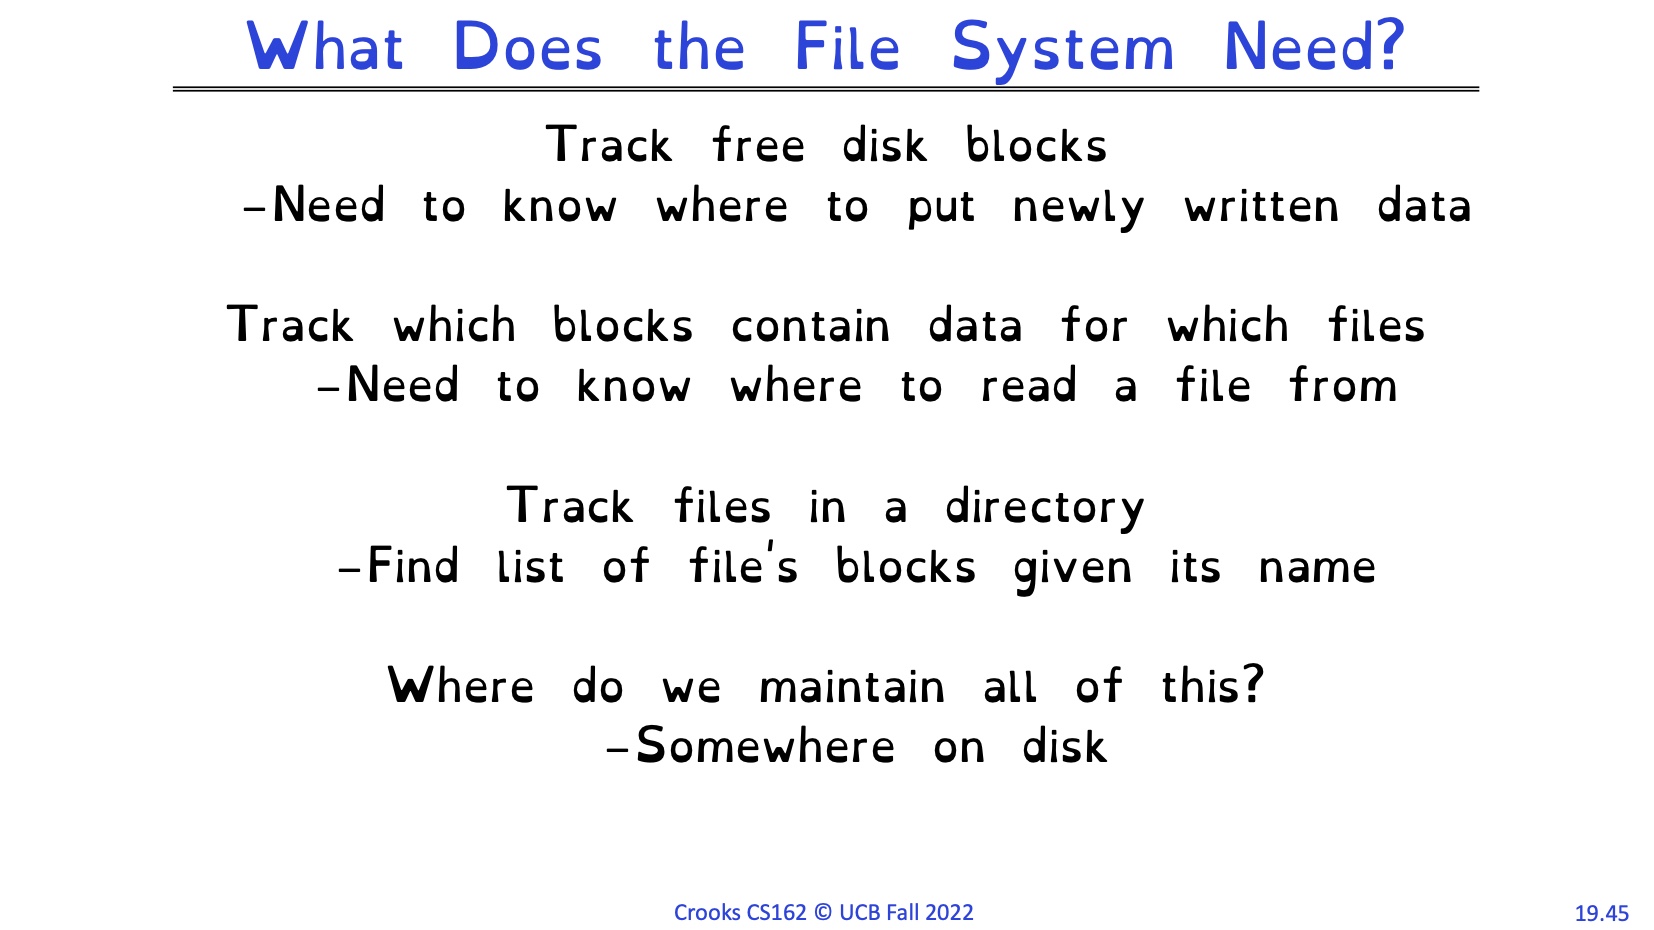 What Does the File System Need?
Track free disk blocks
–Need to know where to put newly written data
Track which blocks contain data for which files
–Need to know where to read a file from
Track files in a directory
–Find list of file's blocks given its name
Where do we maintain all of this?
–Somewhere on disk
Crooks CS162 © UCB Fall 2022
19.45